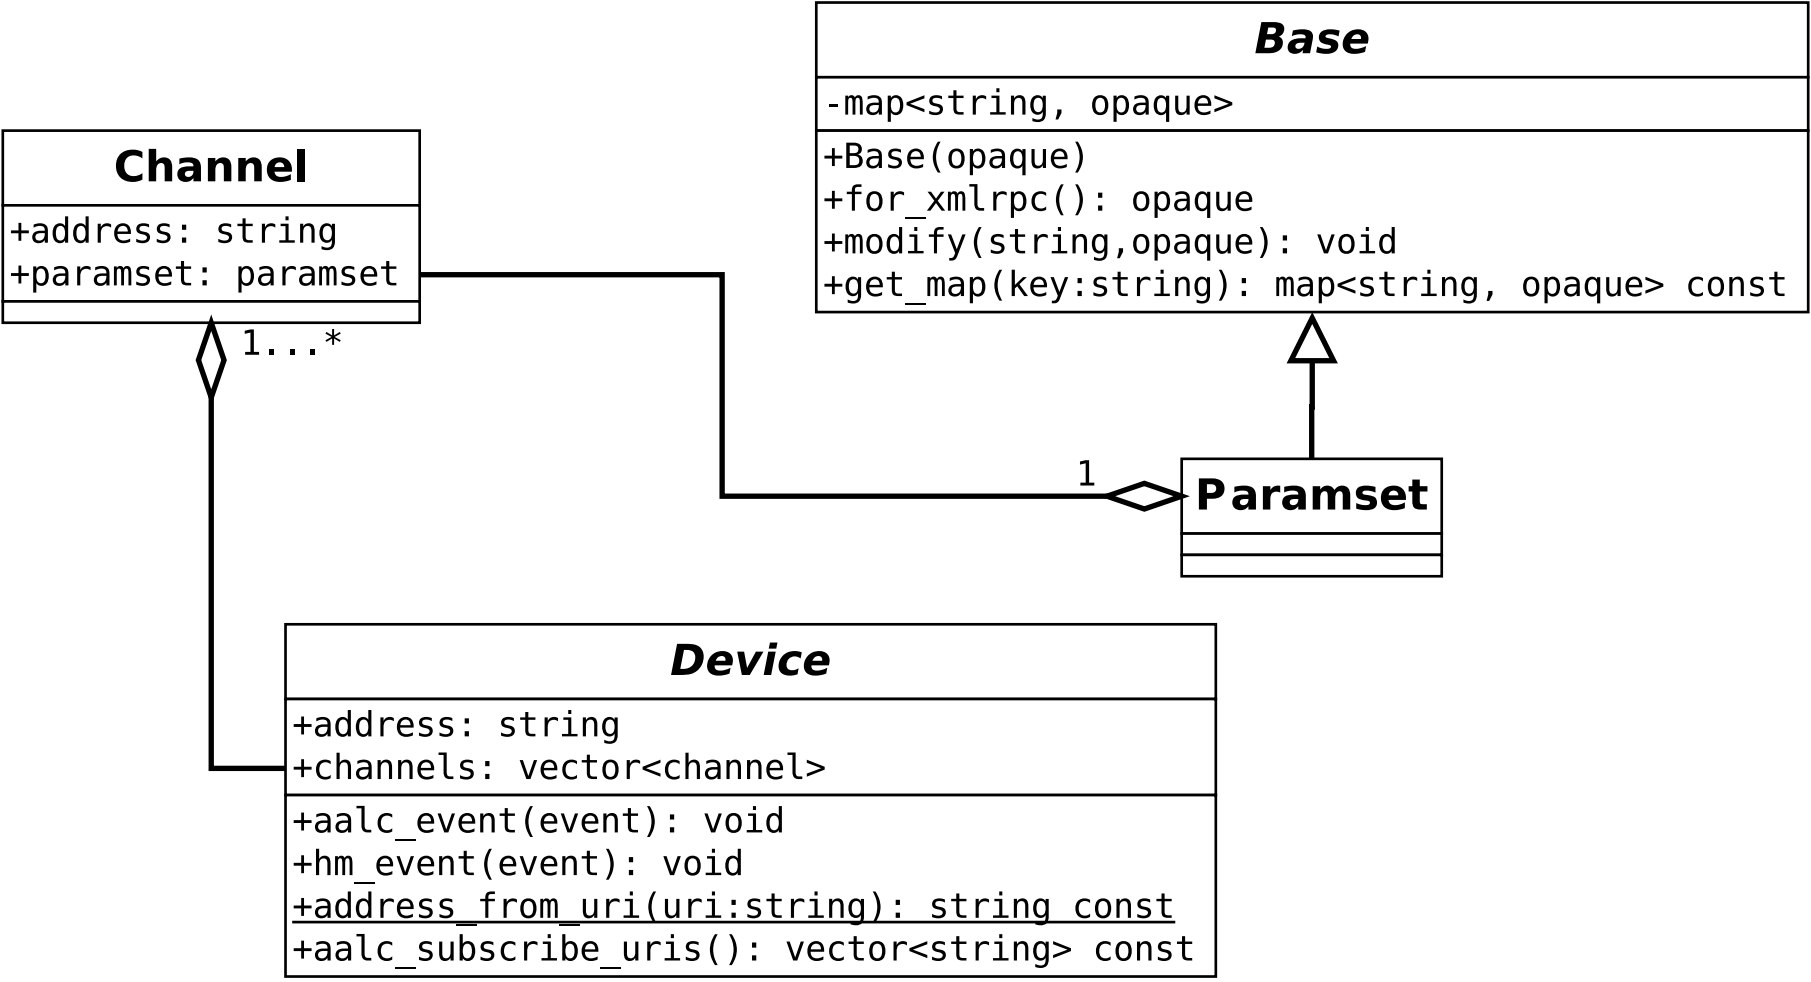 Base
-map<string, opaque>
+Base(opaque)
+for_xmlrpc(): opaque
+modify(string,opaque): void
+get_map(key:string): map<string, opaque> const
Channel
+address: string
+paramset: paramset
1...*
1
Paramset
Device
+address: string
+channels: vector<channel>
+aalc_event(event): void
+hm_event(event): void
+address_from_uri(uri:string): string const
+aalc_subscribe_uris(): vector<string> const